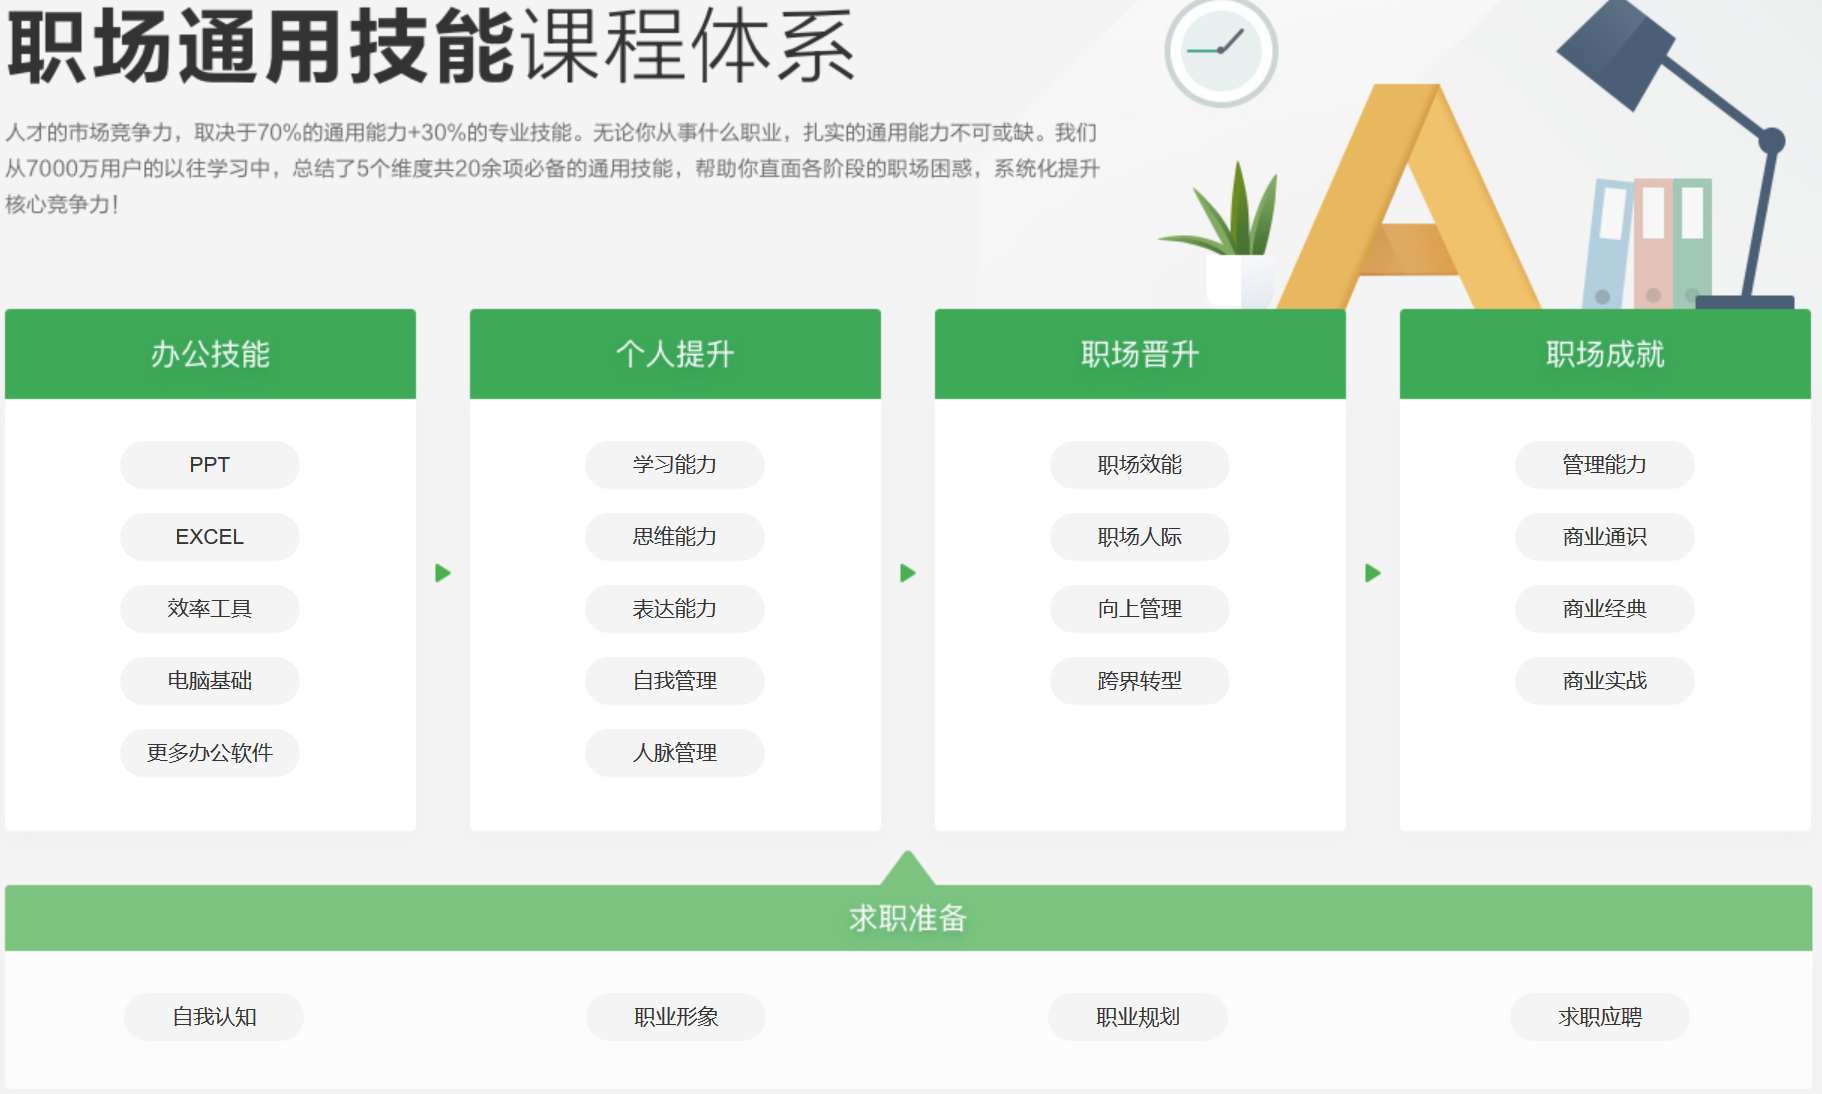 职场通用技能课程体系
人才的市场竞争力，取决于70%的通用能力+30%的专业技能。无论你从事什么职业，扎实的通用能力不可或缺。我们
从7000万用户的以往学习中，总结了5个维度共20余项必备的通用技能，帮助你直面各阶段的职场困惑，系统化提升
核心竞争力！
办公技能
PPT
EXCEL
效率工具
电脑基础
更多办公软件
个人提升
学习能力
思维能力
表达能力
自我管理
人脉管理
职场晋升
职场效能
职场人际
向上管理
跨界转型
职场成就
管理能力
商业通识
商业经典
商业实战
求职准备
自我认知
职业形象
职业规划
求职应聘